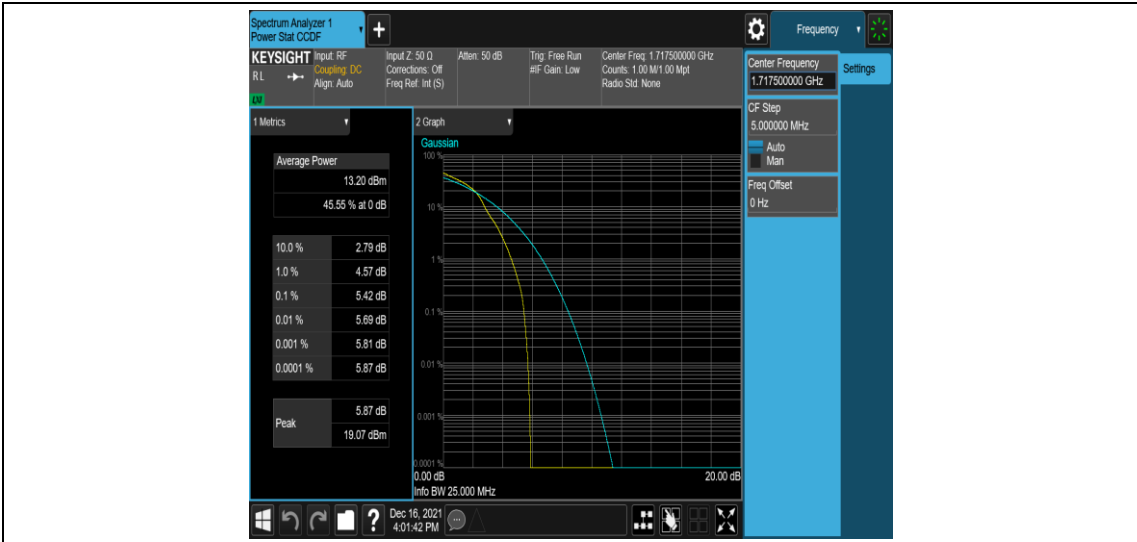 Spectrum Analyzer 1
Power Stat CCDF
+
Frequency
KEYSIGHT
RL
LNI
Input: RF
Coupling: DC
Align: Auto
Input Z: 50 Ω
Corrections: Off
Freq Ref: Int (S)
Atten: 50 dB
Trig: Free Run
#IF Gain: Low
Center Freq: 1.717500000 GHz
Counts: 1.00 M/1.00 Mpt
Radio Std: None
Center Frequency
1.717500000 GHz
Settings
CF Step
5.000000 MHz
Auto
Man
Freq Offset
0 Hz
1 Metrics
Average Power
13.20 dBm
45.55 % at 0 dB
10.0 % 2.79 dB
1.0 % 4.57 dB
0.1 % 5.42 dB
0.01 % 5.69 dB
0.001 % 5.81 dB
0.0001 % 5.87 dB
Peak
5.87 dB
19.07 dBm
2 Graph
Gaussian
100 %
10 %
1 %
0.1 %
0.01 %
0.001 %
0.0001 %
0.00 dB 20.00 dB
Info BW 25.000 MHz
?
Dec 16, 2021
4:01:42 PM